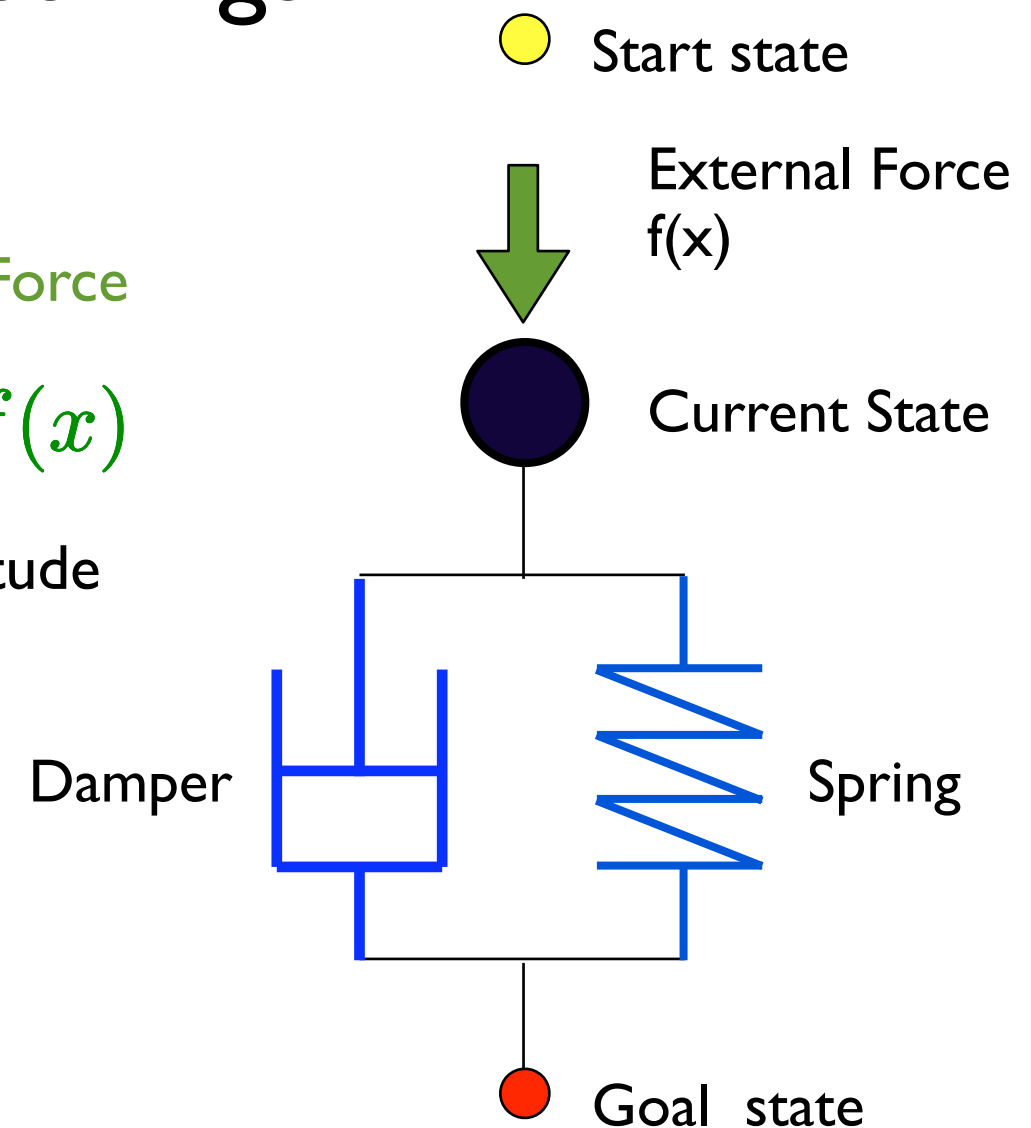 Start state
External Force
f(x)
Force
f(x)
Current State
tude
Damper
Spring
Goal state